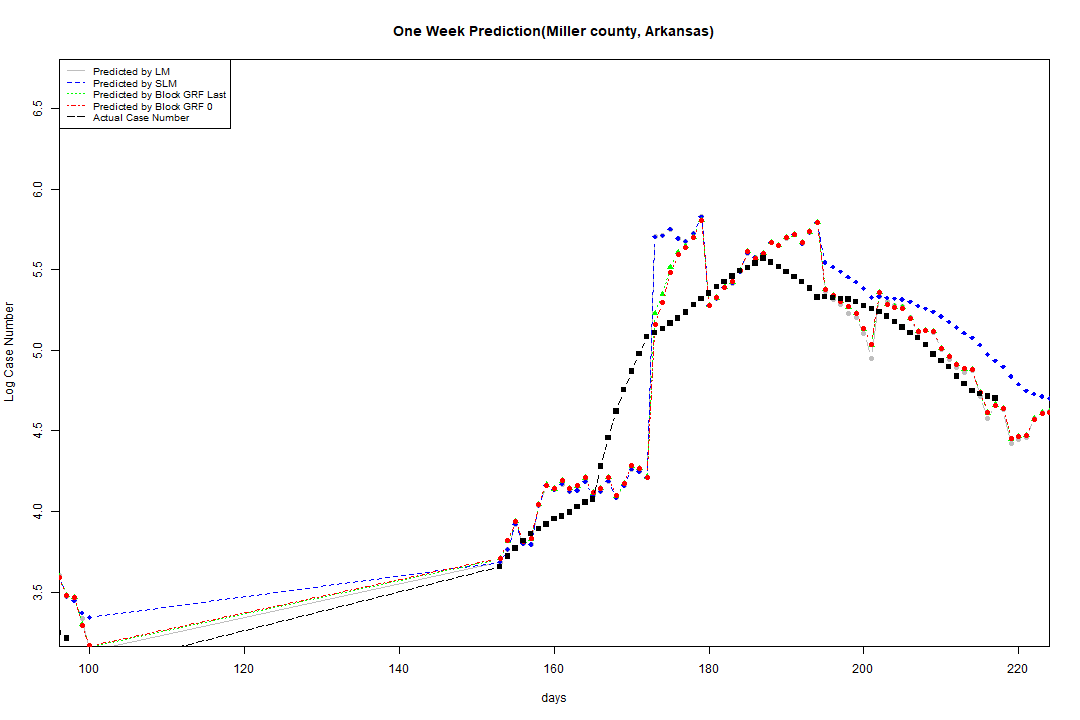 One Week Prediction(Miller county, Arkansas)
Predicted by LM
Predicted by SLM
Predicted by Block GRF Last
Predicted by Block GRF 0
Actual Case Number
6.5
6.0
5.5
5.0
4.5
4.0
3.5
Log Case Number
100 120 140 160 180 200 220
days